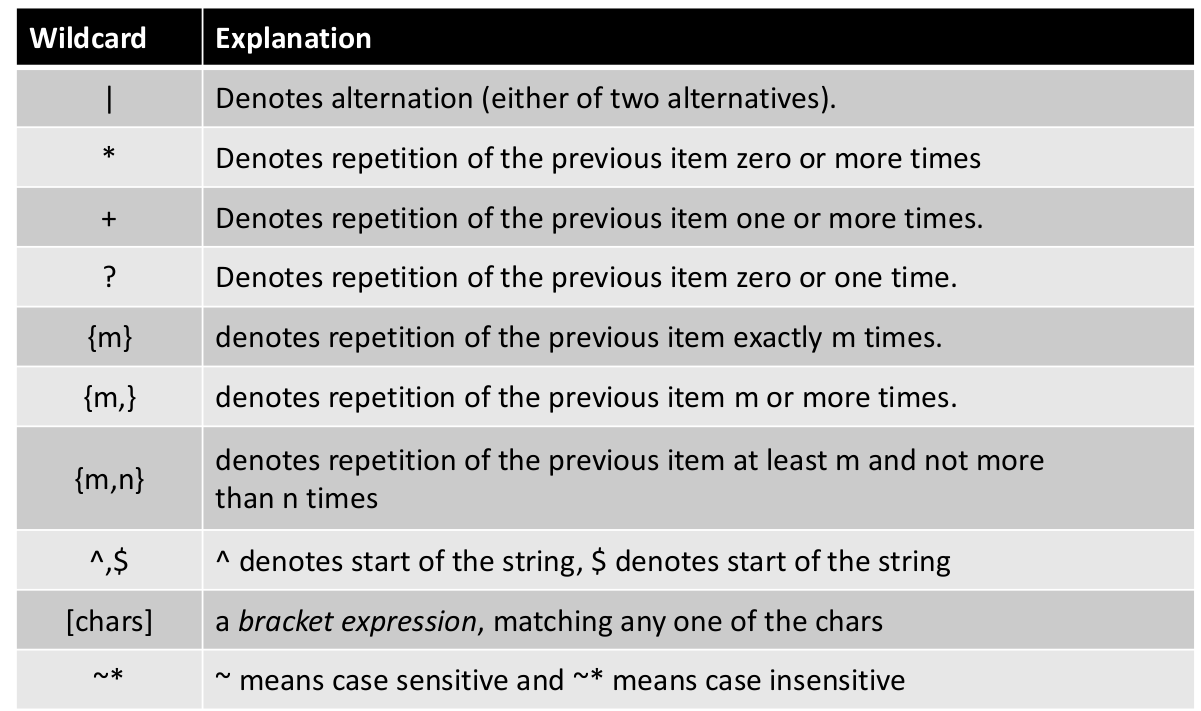 Wildcard Explanation
| Denotes alternation (either of two alternatives).
* Denotes repetition of the previous item zero or more times
+ Denotes repetition of the previous item one or more times.
? Denotes repetition of the previous item zero or one time.
{m} denotes repetition of the previous item exactly m times.
{m,} denotes repetition of the previous item m or more times.
{m,n} denotes repetition of the previous item at least m and not more
than n times
^,$ ^ denotes start of the string, $ denotes start of the string
[chars] a bracket expression, matching any one of the chars
~* ~ means case sensitive and ~* means case insensitive